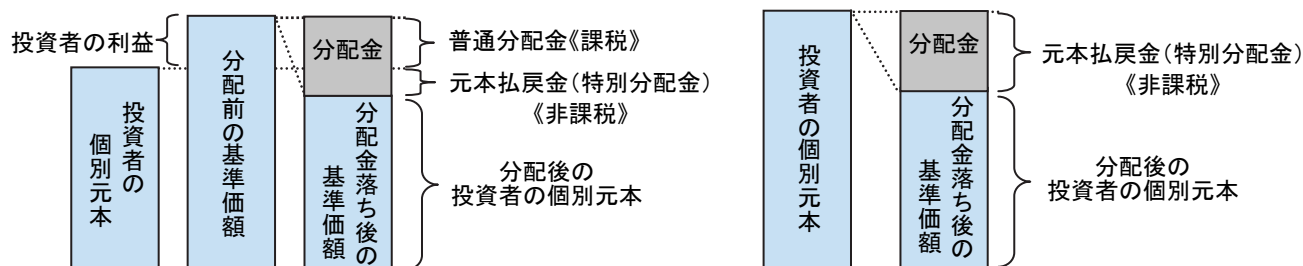 投資者の利益
投資者の
個別元本
分配前の基準価額
分配金
分配金落ち後の
基準価額
普通分配金《課税》
元本払戻金(特別分配金)
《非課税》
分配後の
投資者の個別元本
投資者の個別元本
分配金
分配金落ち後の
基準価額
元本払戻金(特別分配金)
《非課税》
分配後の
投資者の個別元本